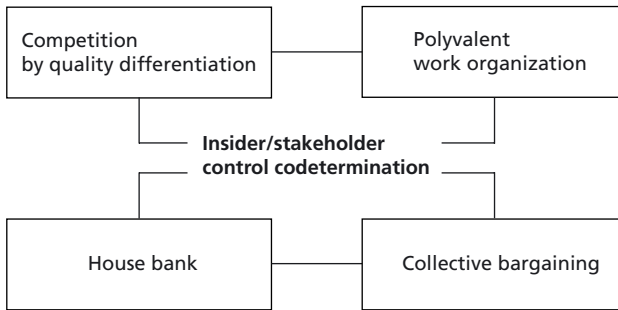 Competition
by quality differentiation
Polyvalent
work organization
Insider/stakeholder
control codetermination
House bank
Collective bargaining